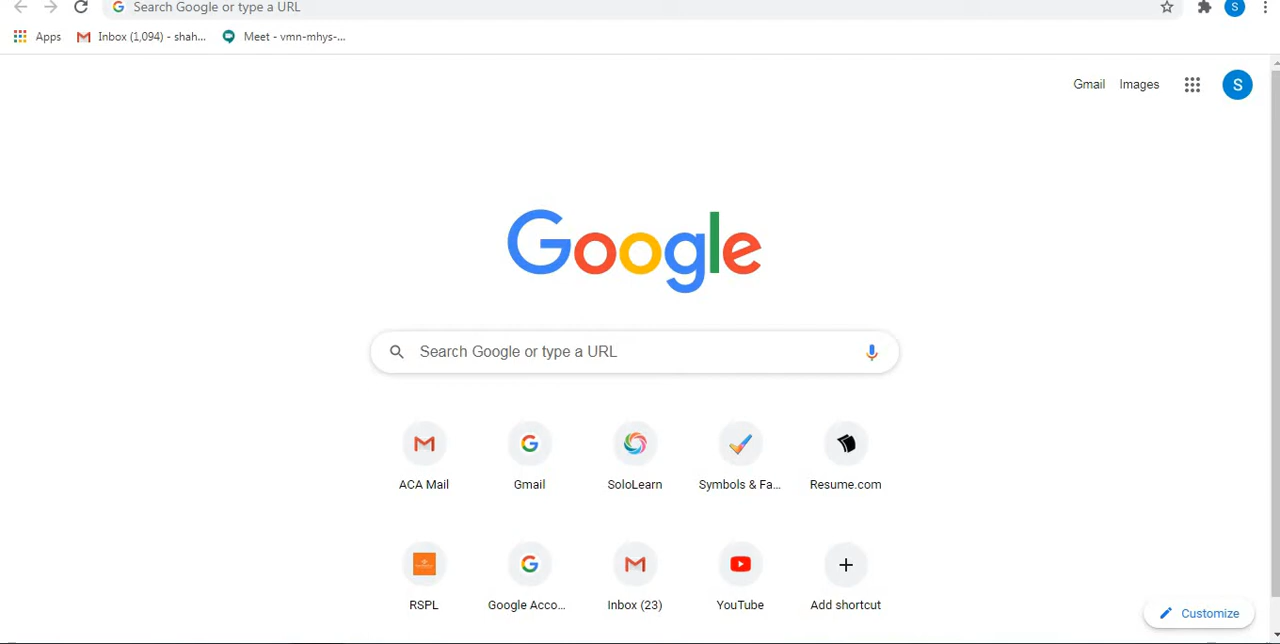 Search Google or type a URL
S
Apps
Inbox (1,094) - shah...
Meet - vmn-mhys-...
Gmail
Images
S
Google
Search Google or type a URL
ACA Mail
Gmail
SoloLearn
Symbols & Fa...
Resume.com
RSPL
Google Acco...
Inbox (23)
YouTube
Add shortcut
Customize